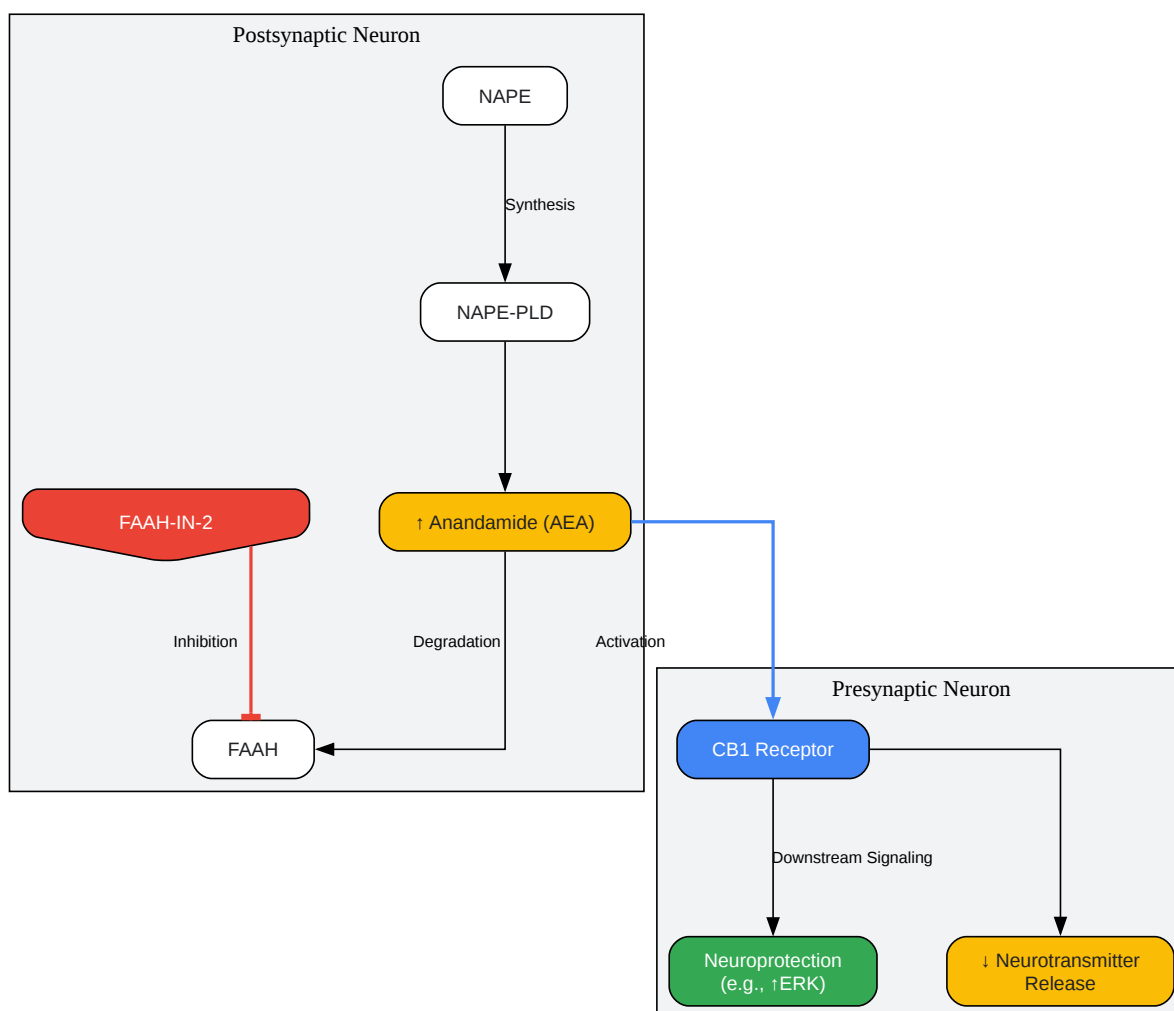 Postsynaptic Neuron
NAPE
Synthesis
NAPE-PLD
FAAH-IN-2
↑ Anandamide (AEA)
Inhibition
Degradation
Activation
FAAH
Presynaptic Neuron
CB1 Receptor
Downstream Signaling
Neuroprotection
(e.g., ↑ERK)
↓ Neurotransmitter
Release